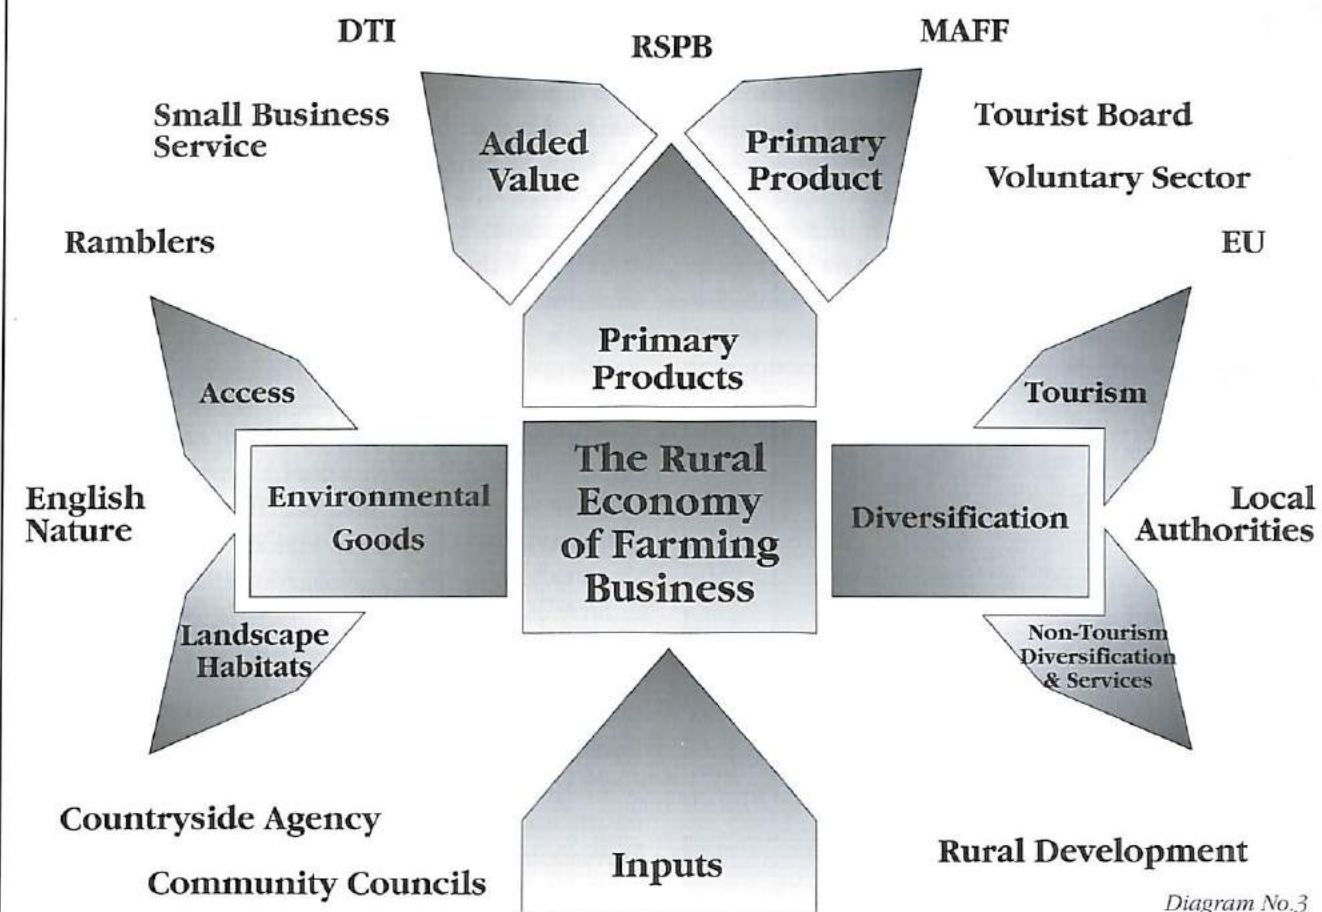 DTI
RSPB
MAFF
Small Business
Service
Added
Value
Primary
Product
Tourist Board
Voluntary Sector
Ramblers
EU
Primary
Products
Access
Tourism
English
Nature
Environmental
Goods
The Rural
Economy
of Farming
Business
Diversification
Local
Authorities
Landscape
Habitats
Non-Tourism
Diversification
& Services
Countryside Agency
Community Councils
Inputs
Rural Development
Diagram No.3